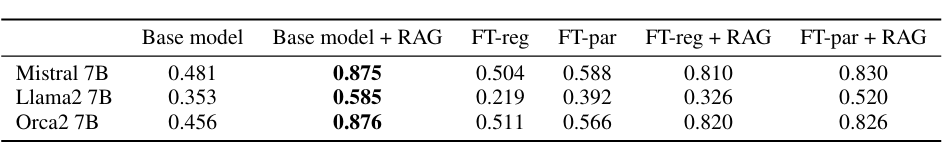 Base model Base model + RAG FT-reg FT-par FT-reg + RAG FT-par + RAG
Mistral 7B 0.481 0.875 0.504 0.588 0.810 0.830
Llama2 7B 0.353 0.585 0.219 0.392 0.326 0.520
Orca2 7B 0.456 0.876 0.511 0.566 0.820 0.826